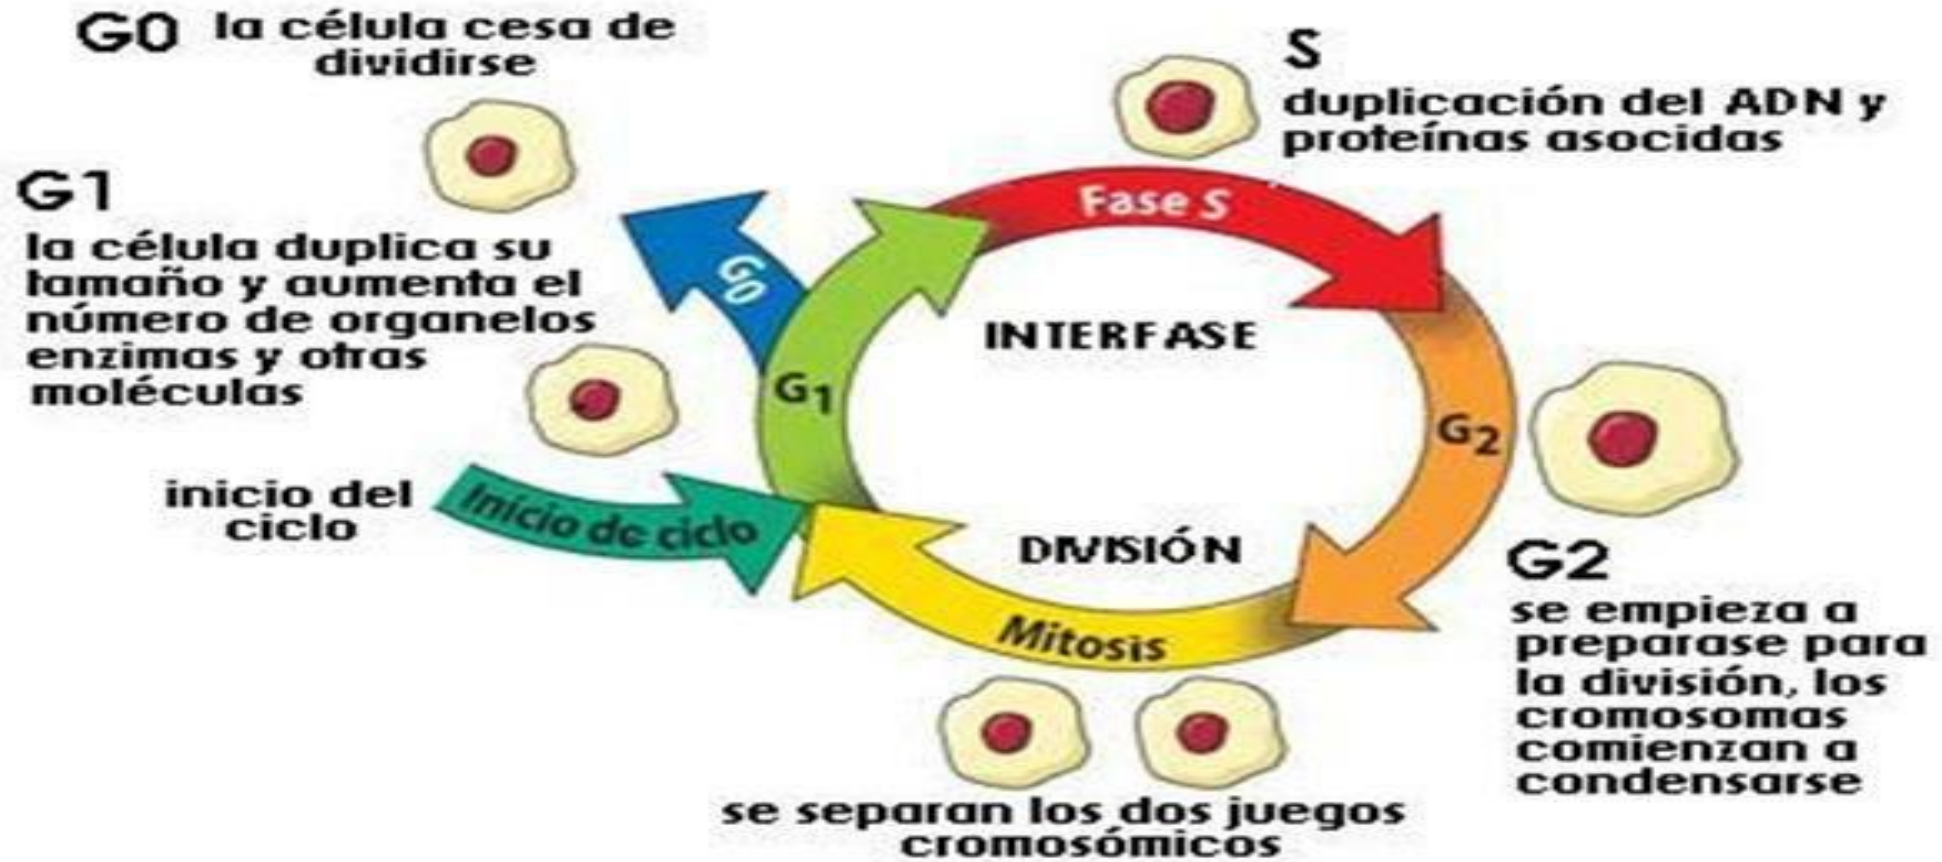 G0 la célula cesa de
dividirse
S
duplicación del ADN y
proteínas asocidas
G1
la célula duplica su
tamaño y aumenta el
número de organelos
enzimas y otras
moléculas
Fase S
G0
INTERFASE
G1
G2
inicio del
ciclo
Início de ciclo
DIVISIÓN
Mitosis
G2
se empieza a
preparase para
la división, los
cromosomas
comienzan a
condensarse
se separan los dos juegos
cromosómicos